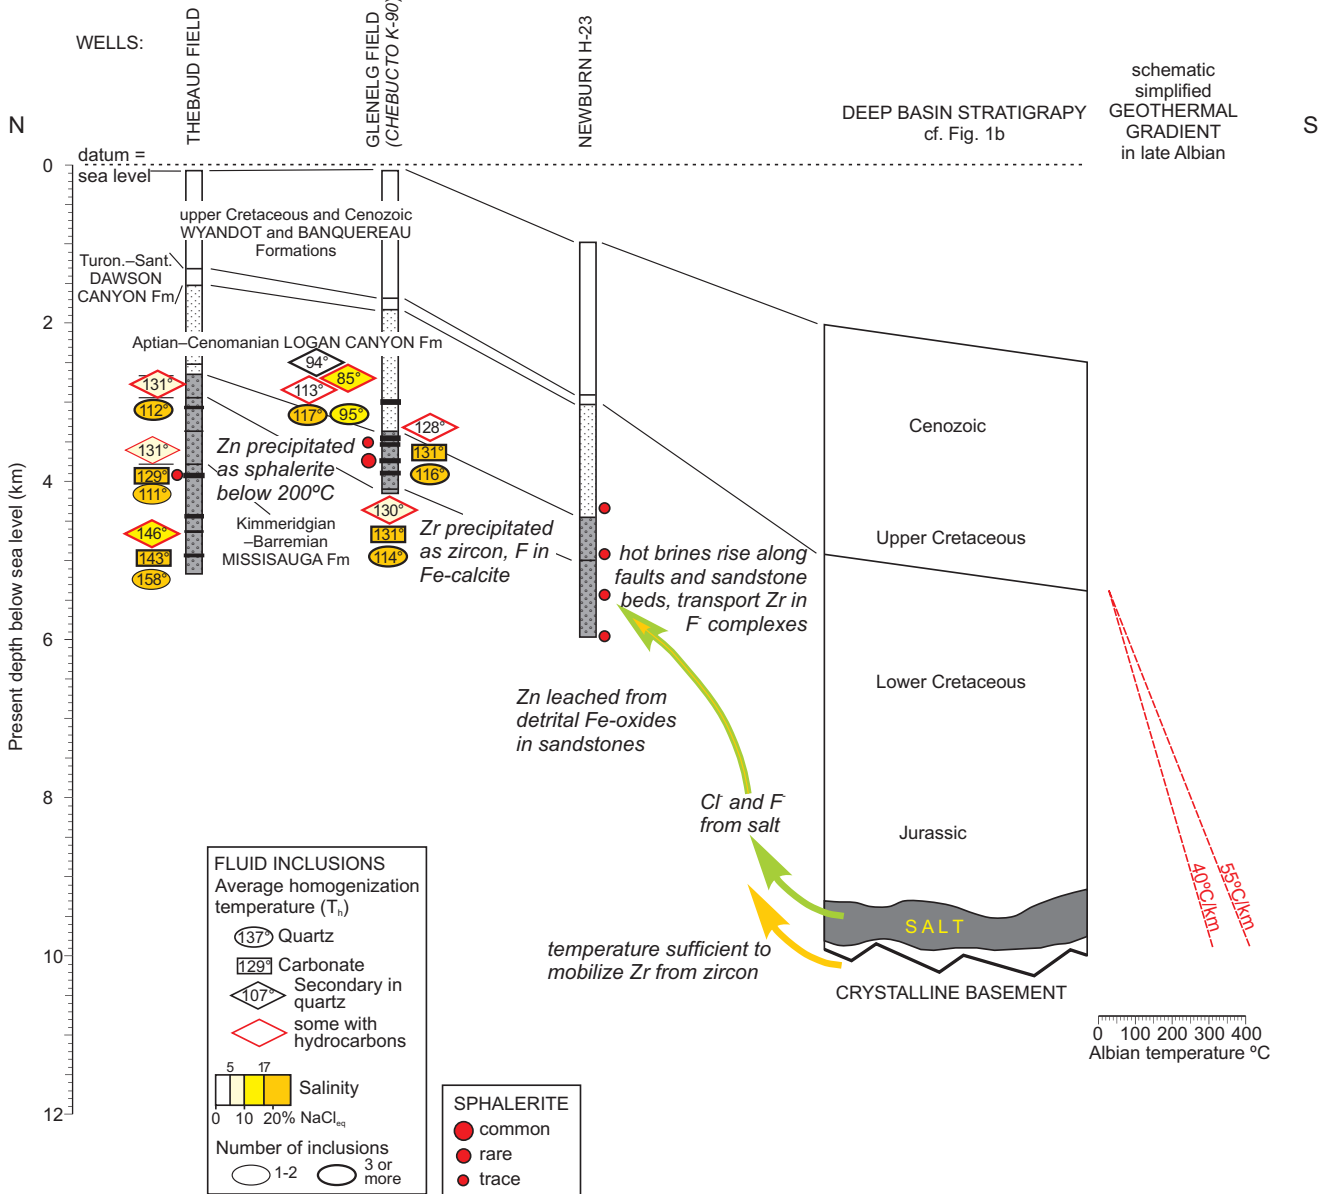 WELLS:
THEBAUD FIELD
GLENELG FIELD
(CHEBUCTO K-90)
NEWBURN H-23
DEEP BASIN STRATIGRAPY
cf. Fig. 1b
schematic
simplified
GEOTHERMAL
GRADIENT
in late Albian
N
S
datum =
sea level
0
2
4
6
8
10
12
Present depth below sea level (km)
upper Cretaceous and Cenozoic
WYANDOT and BANQUEREAU
Formations
Turon.–Sant.
DAWSON
CANYON Fm
Aptian–Cenomanian LOGAN CANYON Fm
94°
85°
113°
117°
95°
131°
112°
131°
129°
111°
146°
143°
158°
128°
131°
116°
130°
131°
114°
Zn precipitated
as sphalerite
below 200ºC
Kimmeridgian
–Barremian
MISSISAUGA Fm
Zr precipitated
as zircon, F in
Fe-calcite
hot brines rise along
faults and sandstone
beds, transport Zr in
F⁻ complexes
Zn leached from
detrital Fe-oxides
in sandstones
Cl⁻ and F⁻
from salt
temperature sufficient to
mobilize Zr from zircon
Cenozoic
Upper Cretaceous
Lower Cretaceous
Jurassic
SALT
CRYSTALLINE BASEMENT
40ºC/km
55ºC/km
0 100 200 300 400
Albian temperature ºC
FLUID INCLUSIONS
Average homogenization
temperature (Tₕ)
137° Quartz
129° Carbonate
107° Secondary in
quartz
some with
hydrocarbons
5 17
Salinity
0 10 20% NaCleq
Number of inclusions
1-2
3 or
more
SPHALERITE
common
rare
trace